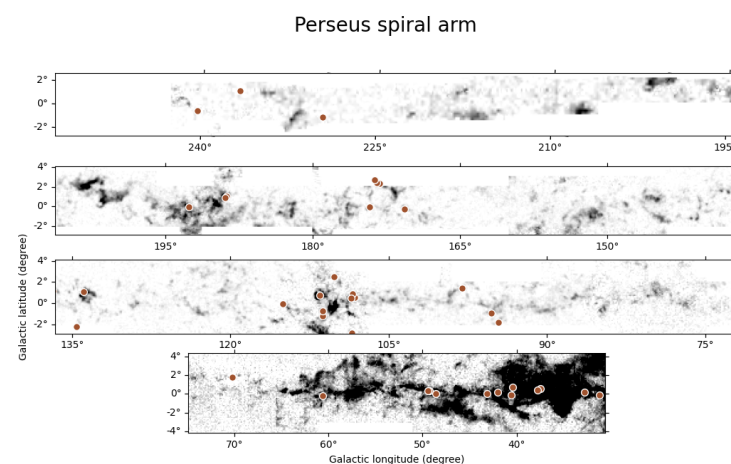 Perseus spiral arm
2°
0°
-2°
240° 225° 210° 195
4°
2°
0°
-2°
195° 180° 165° 150°
4°
2°
0°
-2°
135° 120° 105° 90° 75°
Galactic latitude (degree)
4°
2°
0°
-2°
-4°
70° 60° 50° 40°
Galactic longitude (degree)